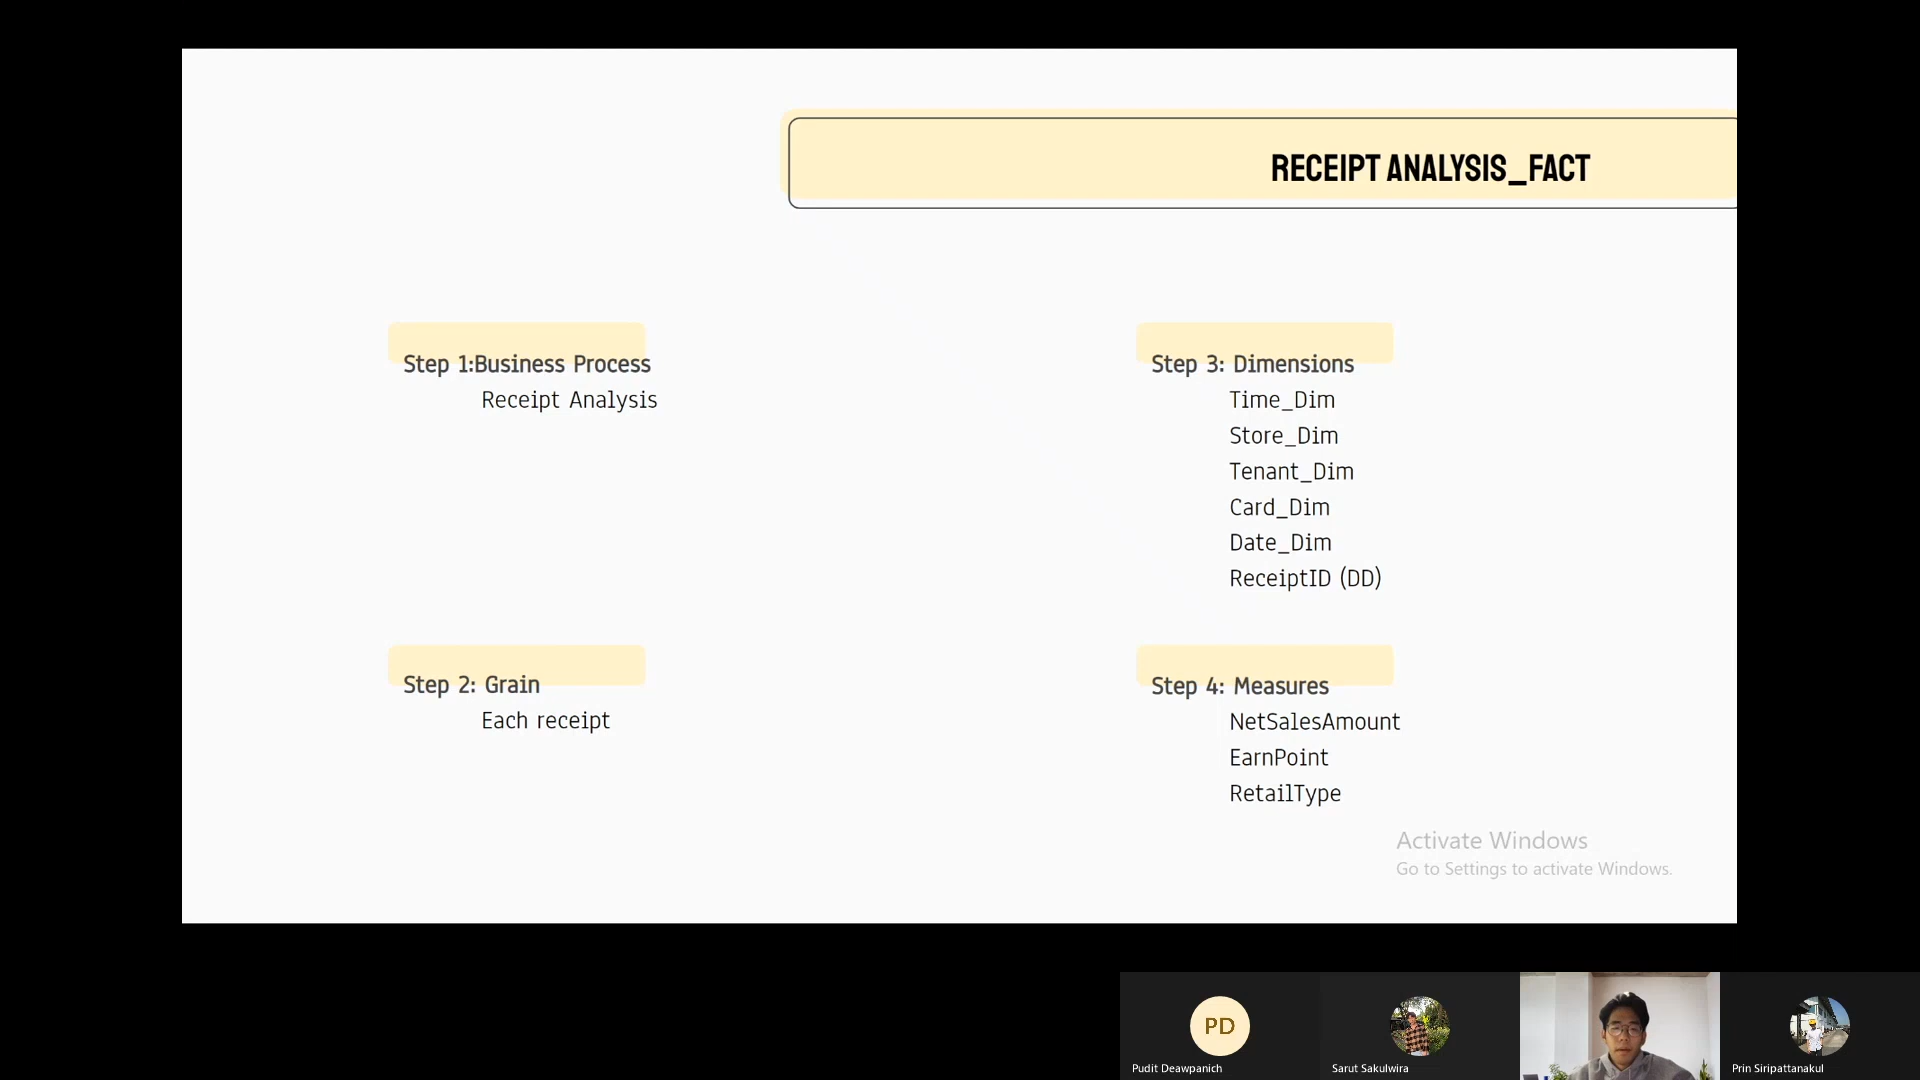 RECEIPT ANALYSIS_FACT
Step 1:Business Process
Receipt Analysis
Step 2: Grain
Each receipt
Step 3: Dimensions
Time_Dim
Store_Dim
Tenant_Dim
Card_Dim
Date_Dim
ReceiptID (DD)
Step 4: Measures
NetSalesAmount
EarnPoint
RetailType
Activate Windows
Go to Settings to activate Windows.
PD
Pudit Deawpanich
Sarut Sakulwira
Prin Siripattanakul